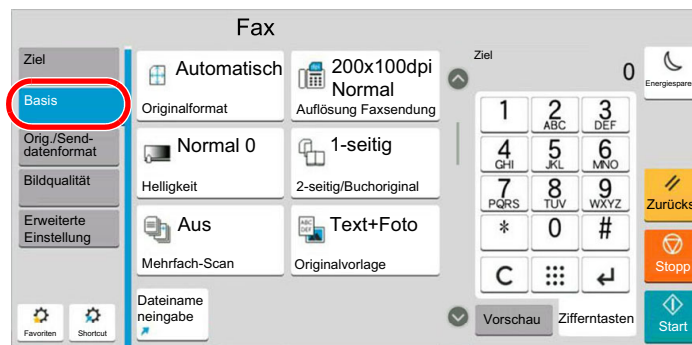 Fax
Ziel
Basis
Orig./Send-
datenformat
Bildqualität
Erweiterte
Einstellung
Favoriten
Shortcut
Automatisch
Originalformat
200x100dpi
Normal
Auflösung Faxsendung
Normal 0
Helligkeit
1-seitig
2-seitig/Buchoriginal
Aus
Mehrfach-Scan
ABC
DEF
Text+Foto
Originalvorlage
Dateiname
neingabe
Ziel
0
1
2
ABC
3
DEF
4
GHI
5
JKL
6
MNO
7
PQRS
8
TUV
9
WXYZ
*
0
#
C
Vorschau
Zifferntasten
Energiespare
Zurücks
Stopp
Start